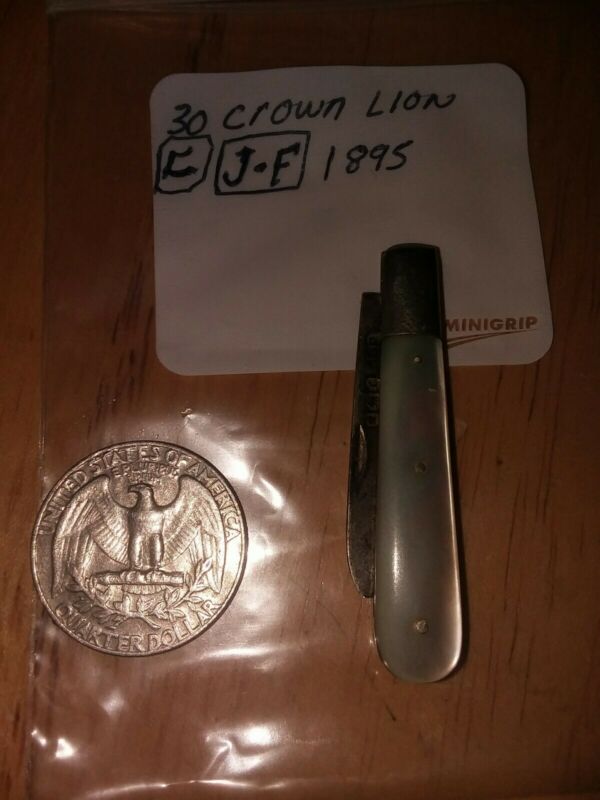 30 Crown Lion
J·F 1895
MINIGRIP
UNITED STATES OF AMERICA
E PLURIBUS
UNUM
QUARTER DOLLAR